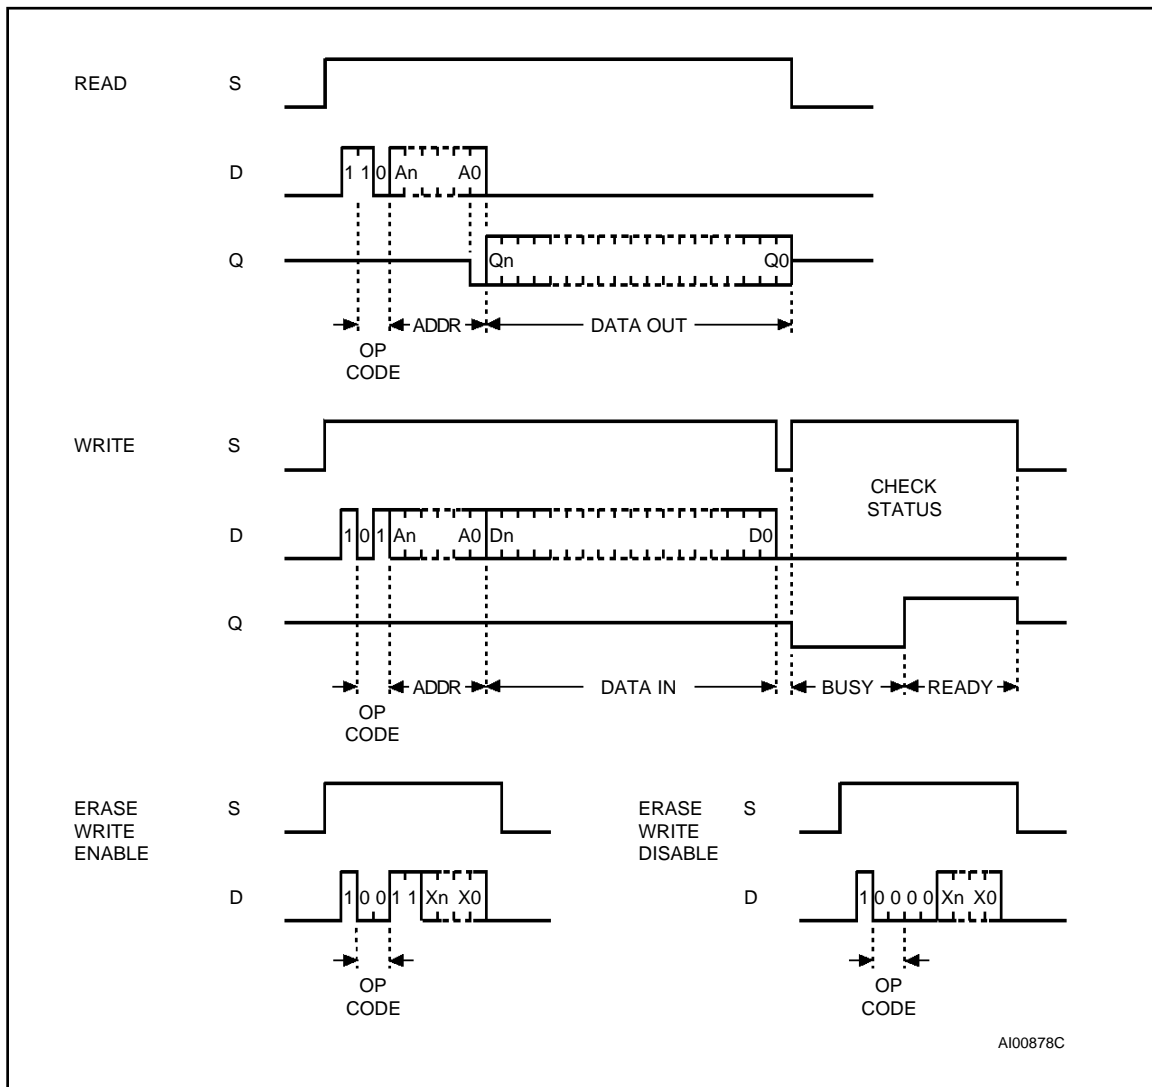 READ S
D 1 1 0 An A0
Q Qn Q0
ADDR DATA OUT
OP
CODE
WRITE S
CHECK
STATUS
D 1 0 1 An A0 Dn D0
Q
ADDR DATA IN BUSY READY
OP
CODE
ERASE
WRITE
ENABLE
S
D 1 0 0 1 1 Xn X0
OP
CODE
ERASE
WRITE
DISABLE
S
D 1 0 0 0 0 Xn X0
OP
CODE
AI00878C